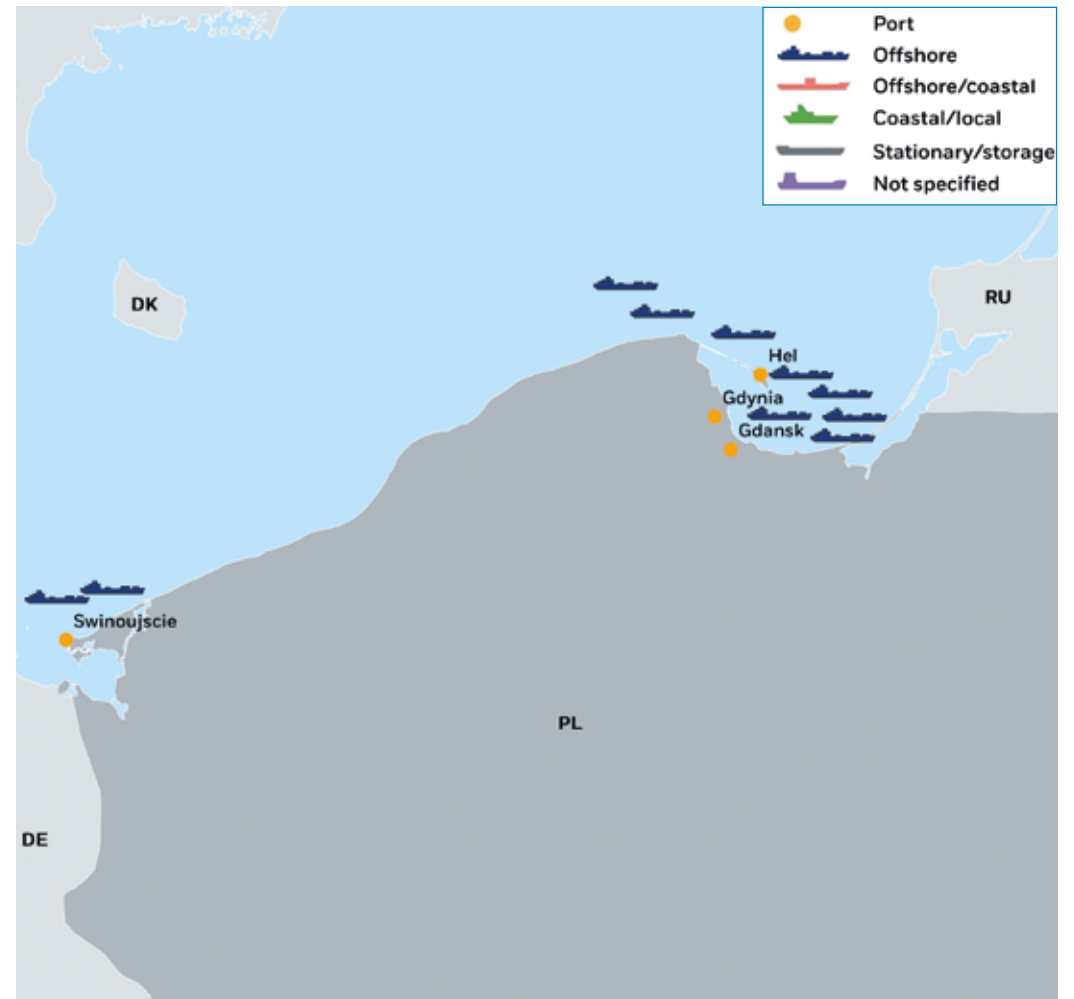 Port
Offshore
Offshore/coastal
Coastal/local
Stationary/storage
Not specified
DK
RU
Hel
Gdynia
Gdansk
Swinoujscie
PL
DE